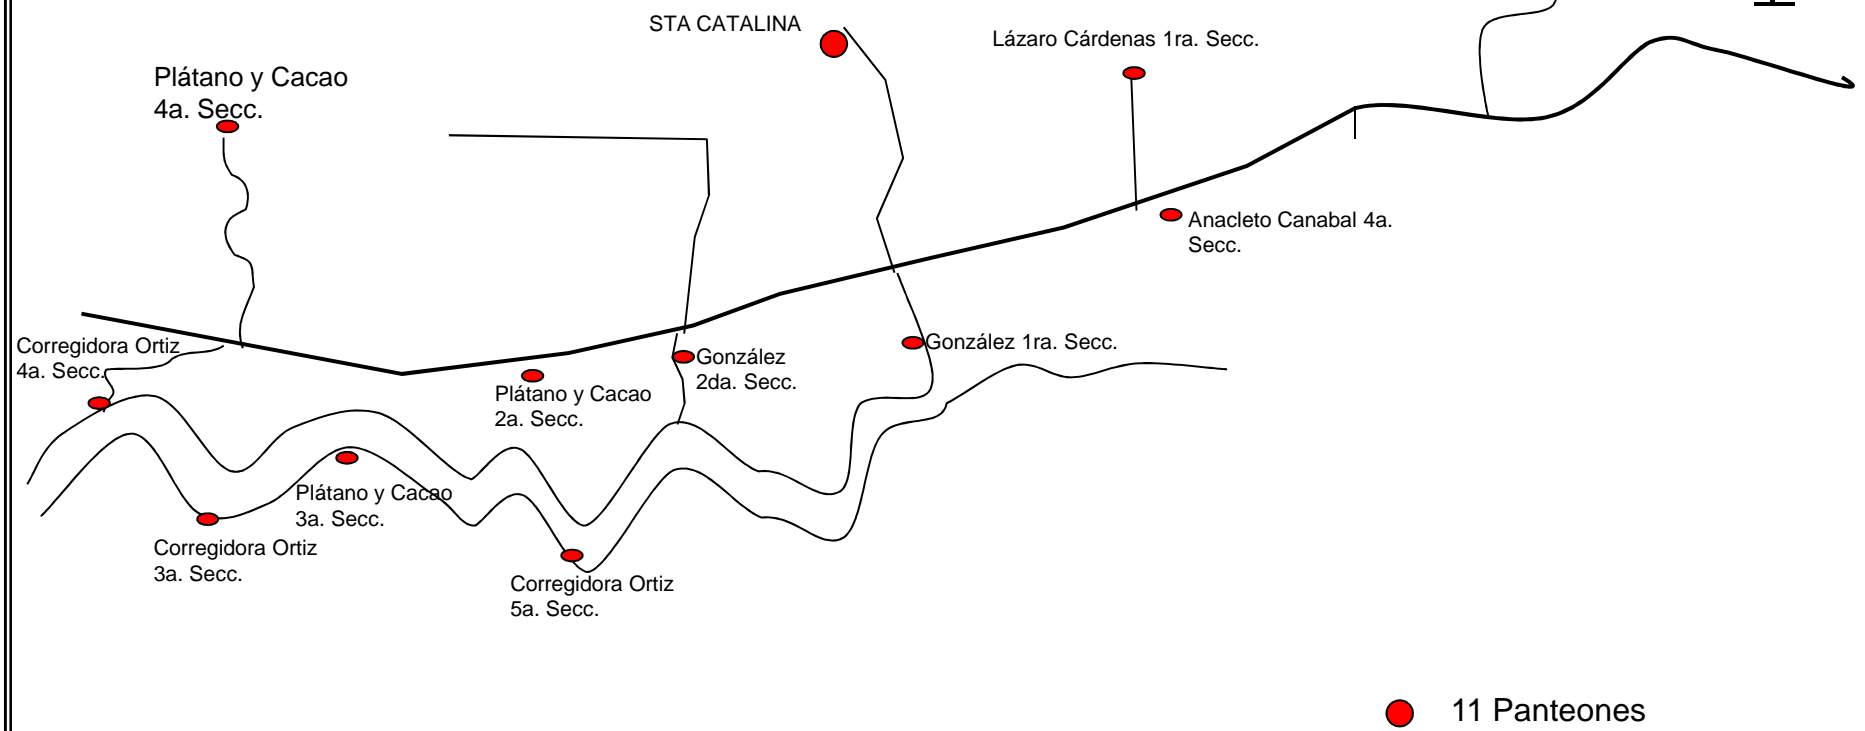 STA CATALINA
Lázaro Cárdenas 1ra. Secc.
Plátano y Cacao
4a. Secc.
Anacleto Canabal 4a.
Secc.
Corregidora Ortiz
4a. Secc.
González 1ra. Secc.
González
2da. Secc.
Plátano y Cacao
2a. Secc.
Plátano y Cacao
3a. Secc.
Corregidora Ortiz
3a. Secc.
Corregidora Ortiz
5a. Secc.
11 Panteones